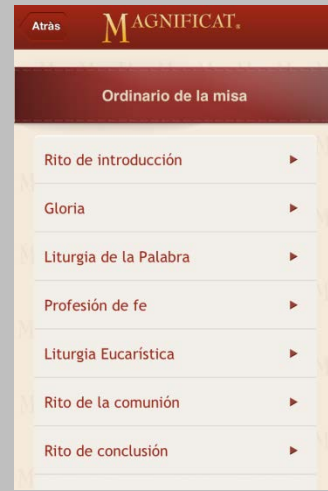 Atràs
MAGNIFICAT®
Ordinario de la misa
Rito de introducción
Gloria
Liturgia de la Palabra
Profesión de fe
Liturgia Eucarística
Rito de la comunión
Rito de conclusión